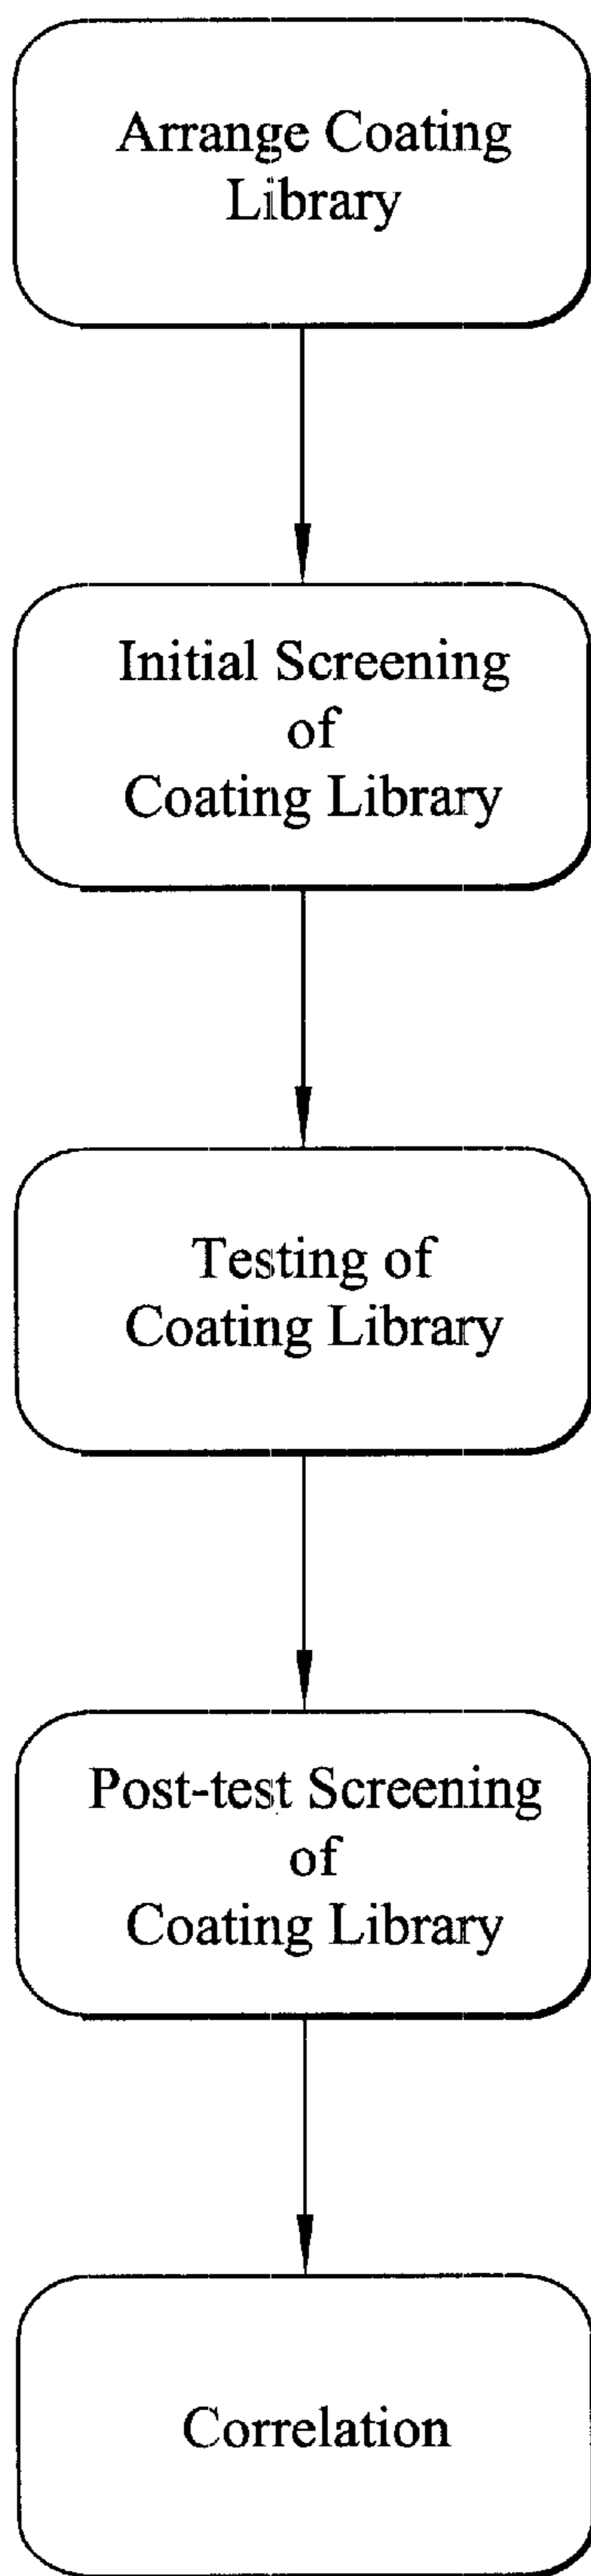 Arrange Coating
Library
Initial Screening
of
Coating Library
Testing of
Coating Library
Post-test Screening
of
Coating Library
Correlation